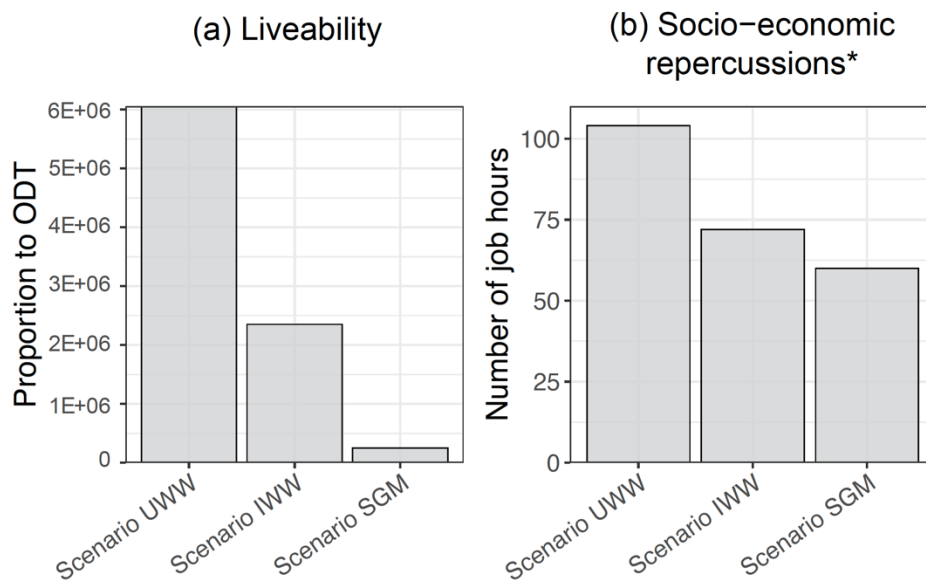 (a) Liveability
(b) Socio−economic
repercussions*
Proportion to ODT
6E+06
5E+06
4E+06
3E+06
2E+06
1E+06
0
Scenario UWW
Scenario IWW
Scenario SGM
Number of job hours
100
75
50
25
0
Scenario UWW
Scenario IWW
Scenario SGM